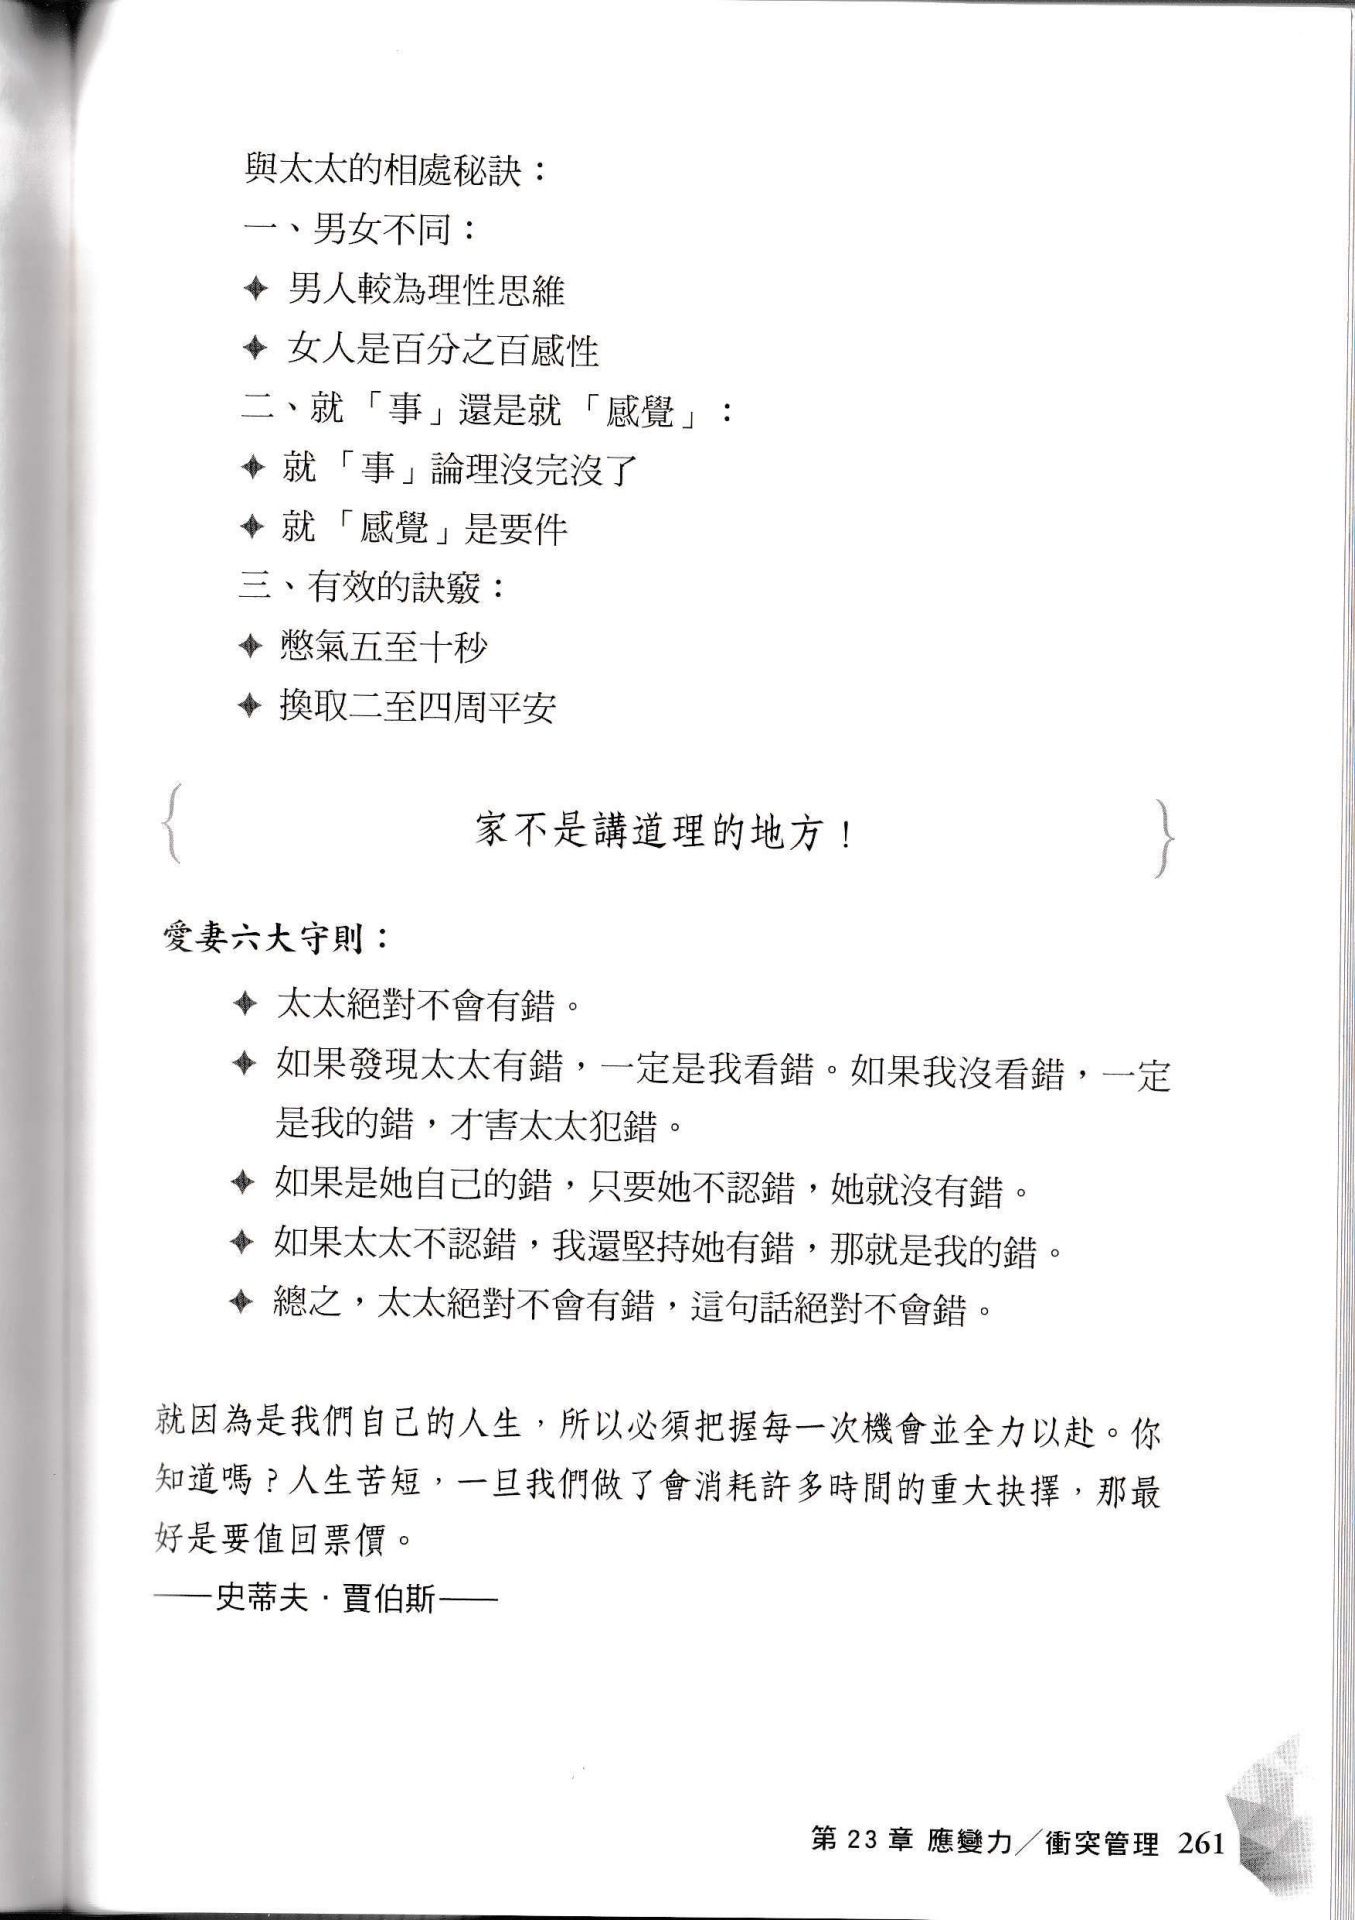 與太太的相處秘訣：
一、男女不同：
✦ 男人較為理性思維
✦ 女人是百分之百感性
二、就「事」還是就「感覺」：
✦ 就「事」論理沒完沒了
✦ 就「感覺」是要件
三、有效的訣竅：
✦ 憋氣五至十秒
✦ 換取二至四周平安
{ 家不是講道理的地方！ }
愛妻六大守則：
✦ 太太絕對不會有錯。
✦ 如果發現太太有錯，一定是我看錯。如果我沒看錯，一定
是我的錯，才害太太犯錯。
✦ 如果是她自己的錯，只要她不認錯，她就沒有錯。
✦ 如果太太不認錯，我還堅持她有錯，那就是我的錯。
✦ 總之，太太絕對不會有錯，這句話絕對不會錯。
就因為是我們自己的人生，所以必須把握每一次機會並全力以赴。你
知道嗎？人生苦短，一旦我們做了會消耗許多時間的重大抉擇，那最
好是要值回票價。
——史蒂夫·賈伯斯——
第 23 章 應變力／衝突管理 261